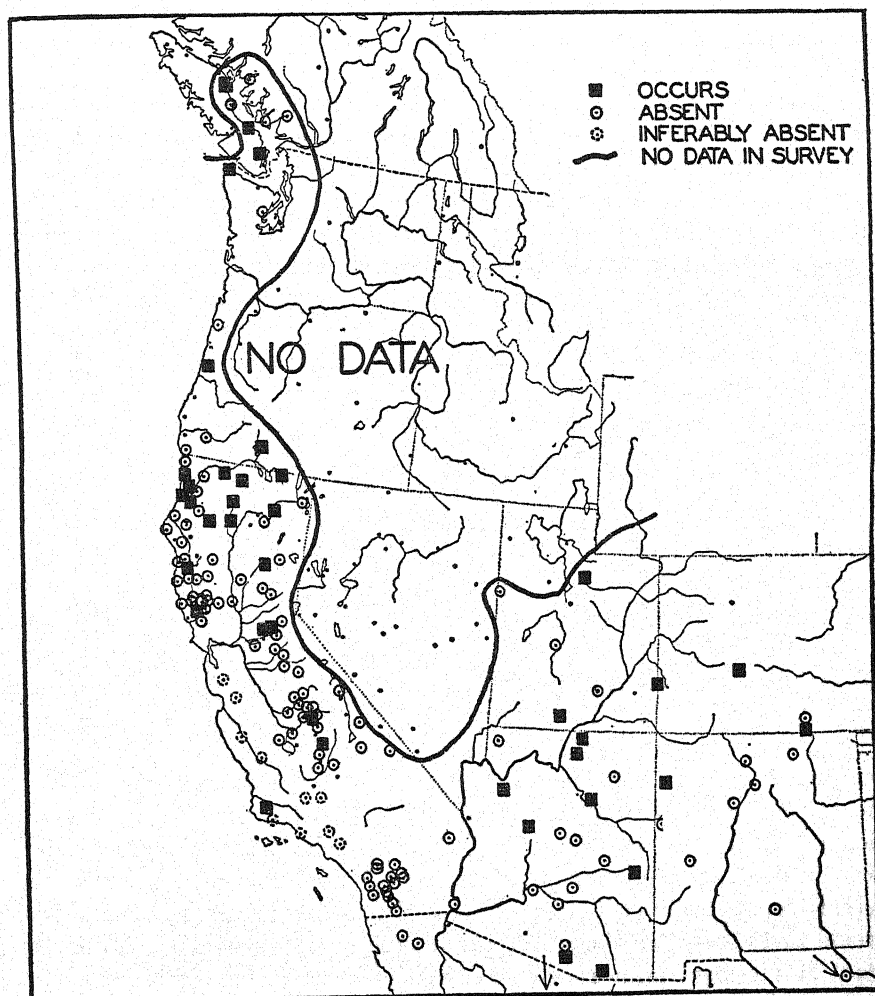 OCCURS
ABSENT
INFERABLY ABSENT
NO DATA IN SURVEY
NO DATA